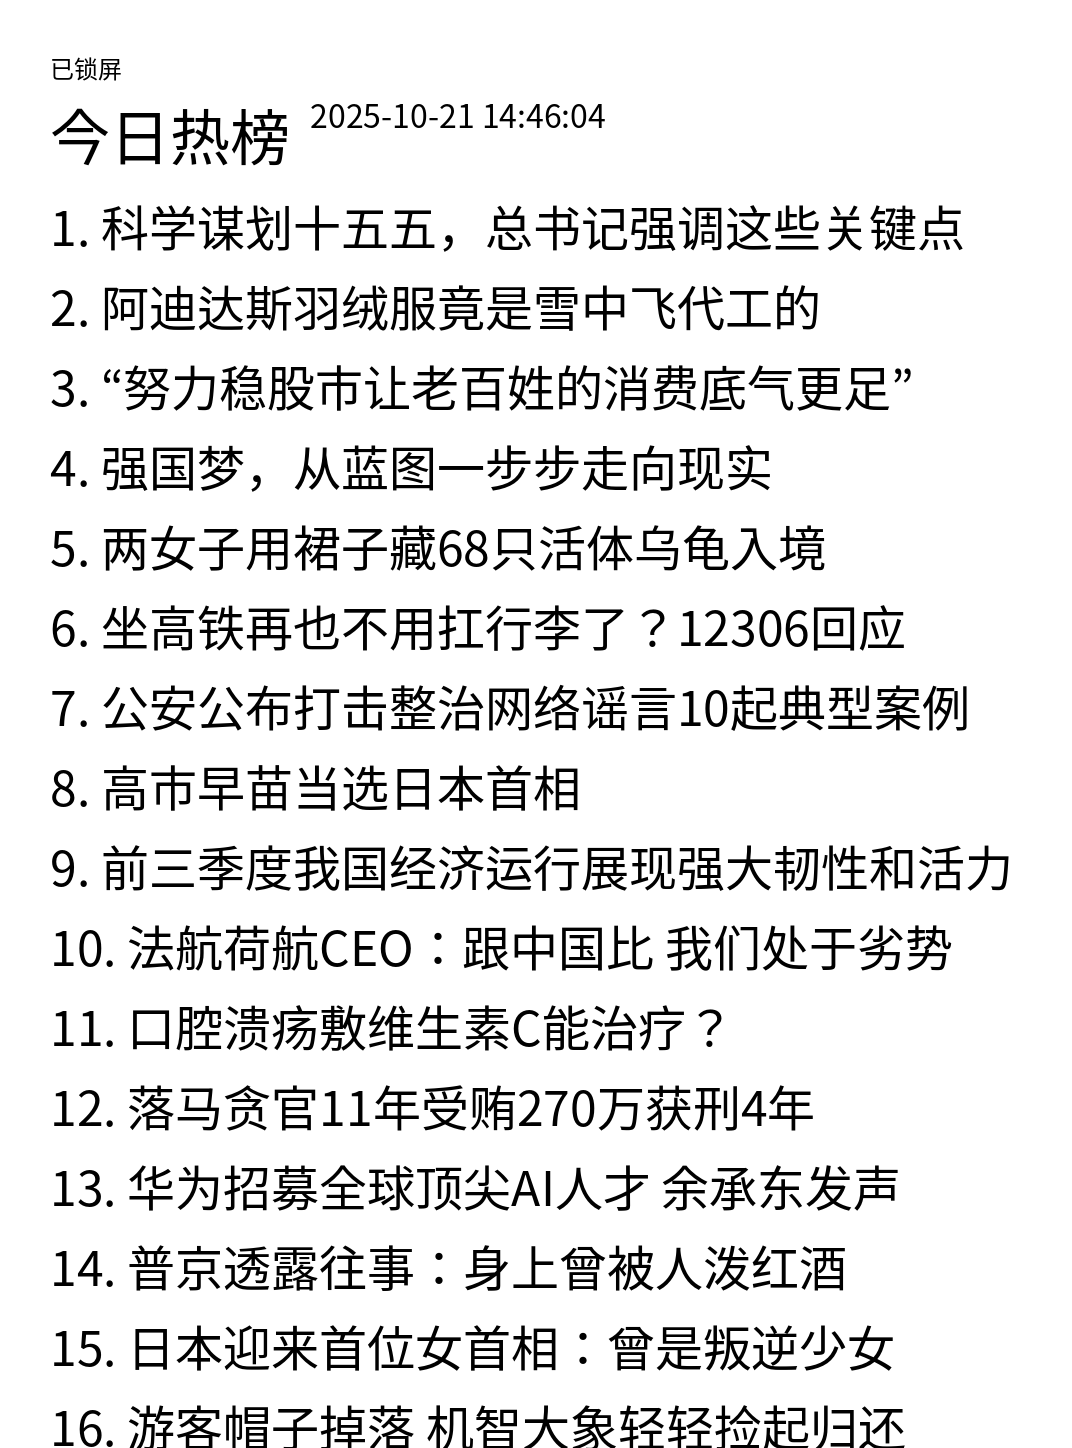 已锁屏
今日热榜 2025-10-21 14:46:04
1. 科学谋划十五五，总书记强调这些关键点
2. 阿迪达斯羽绒服竟是雪中飞代工的
3. “努力稳股市让老百姓的消费底气更足”
4. 强国梦，从蓝图一步步走向现实
5. 两女子用裙子藏68只活体乌龟入境
6. 坐高铁再也不用扛行李了？12306回应
7. 公安公布打击整治网络谣言10起典型案例
8. 高市早苗当选日本首相
9. 前三季度我国经济运行展现强大韧性和活力
10. 法航荷航CEO：跟中国比 我们处于劣势
11. 口腔溃疡敷维生素C能治疗？
12. 落马贪官11年受贿270万获刑4年
13. 华为招募全球顶尖AI人才 余承东发声
14. 普京透露往事：身上曾被人泼红酒
15. 日本迎来首位女首相：曾是叛逆少女
16. 游客帽子掉落 机智大象轻轻捡起归还